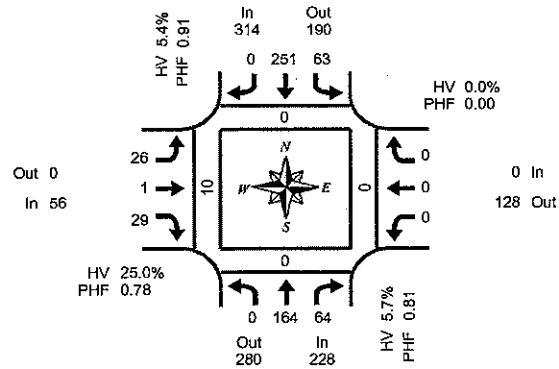 HV 5.4%
PHF 0.91
In
314
Out
190
0 251 63
HV 0.0%
PHF 0.00
0
Out 0
In 56
26
1
29
10
N
W E
S
0
0
0
0
0 In
128 Out
0
HV 25.0%
PHF 0.78
0 164 64
Out
280
In
228
HV 5.7%
PHF 0.81